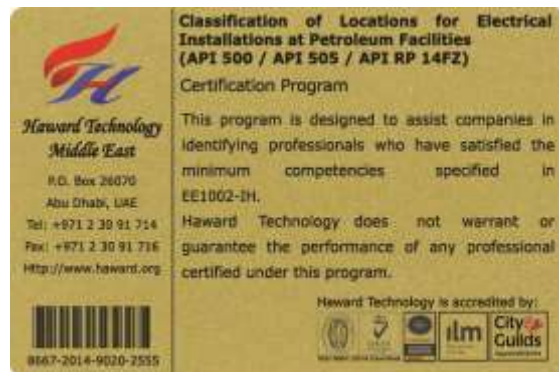 Haward Technology
Middle East
P.O. Box 26070
Abu Dhabi, UAE
Tel: +971 2 30 91 714
Fax: +971 2 30 91 716
Http://www.haward.org
8667-2014-9020-2555
Classification of Locations for Electrical
Installations at Petroleum Facilities
(API 500 / API 505 / API RP 14FZ)
Certification Program
This program is designed to assist companies in
identifying professionals who have satisfied the
minimum competencies specified in
EE1002-IH.
Haward Technology does not warrant or
guarantee the performance of any professional
certified under this program.
Haward Technology is accredited by:
ilm
City &
Guilds